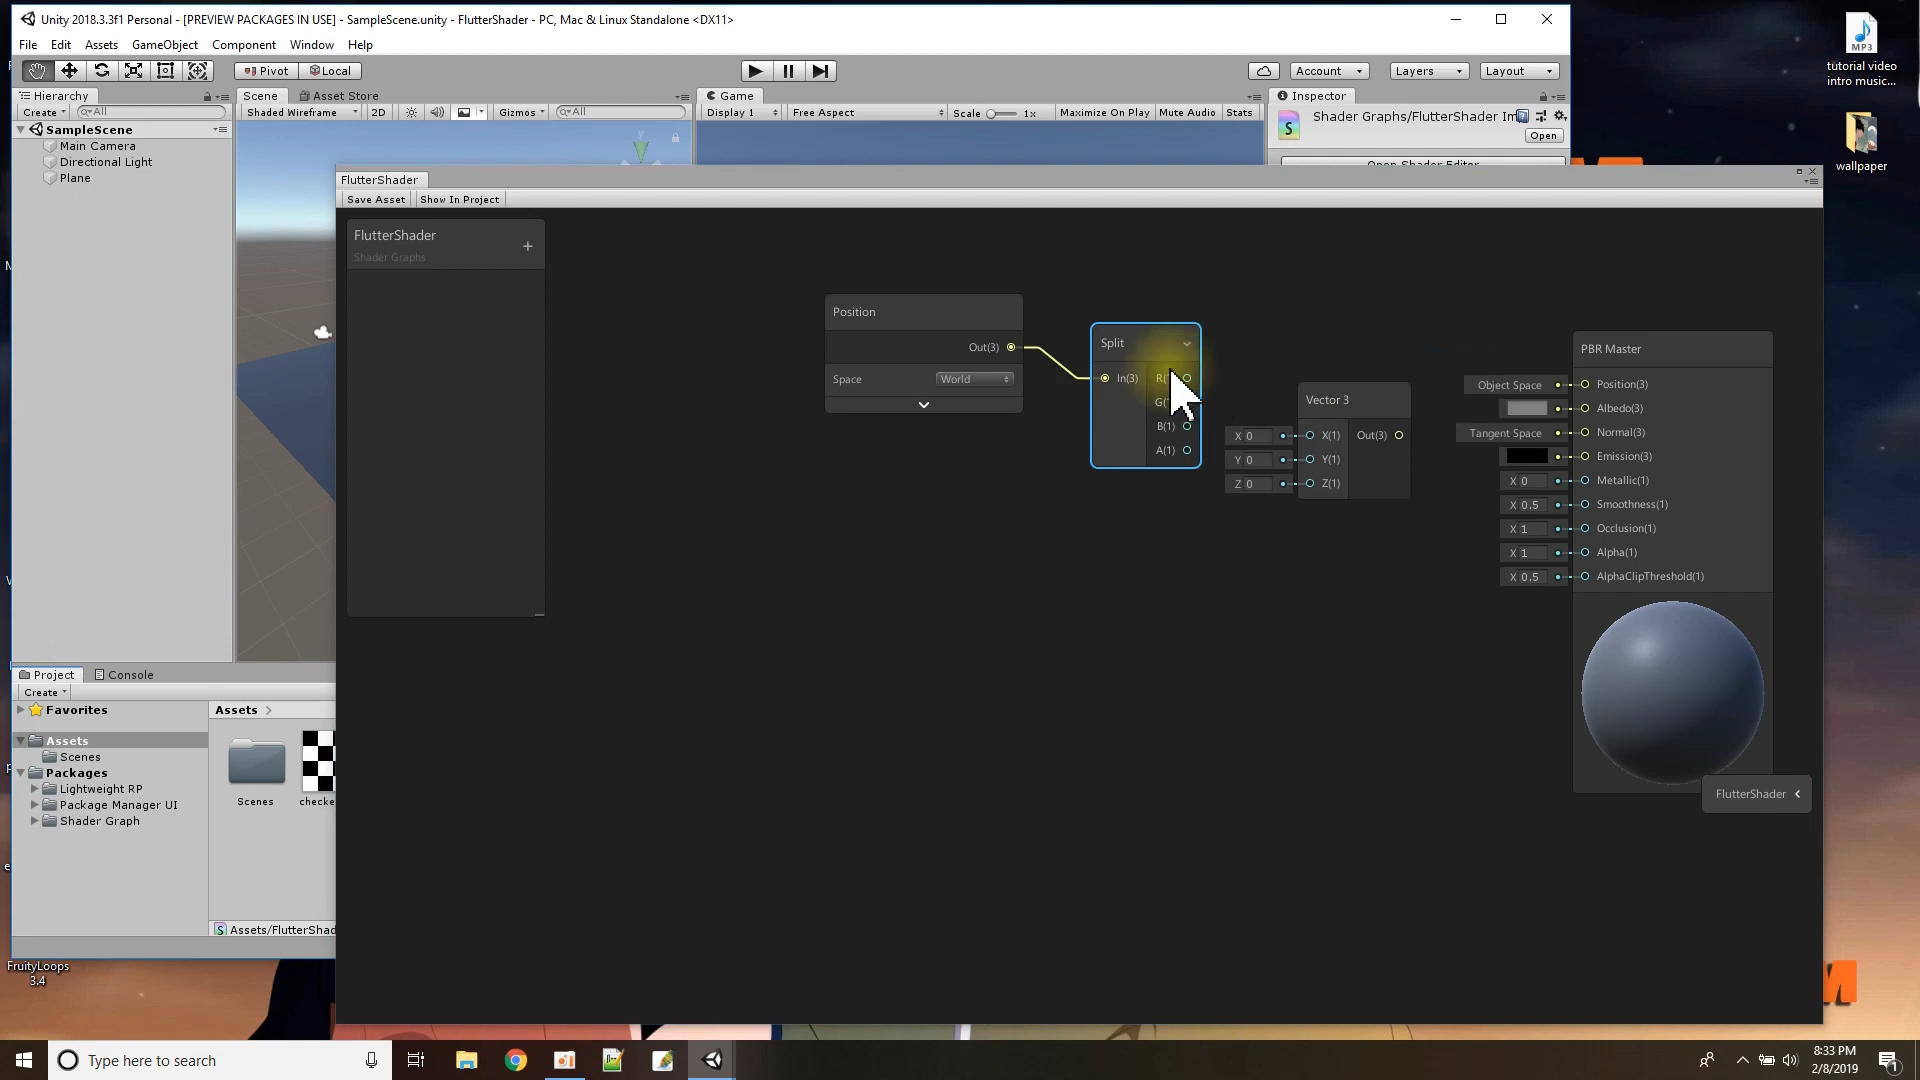 Unity 2018.3.3f1 Personal - [PREVIEW PACKAGES IN USE] - SampleScene.unity - FlutterShader - PC, Mac & Linux Standalone <DX11>
File Edit Assets GameObject Component Window Help
Pivot Local Account Layers Layout
Hierarchy Scene Asset Store Game Inspector
Create All Shaded Wireframe 2D Gizmos All Display 1 Free Aspect Scale 1x Maximize On Play Mute Audio Stats
Shader Graphs/FlutterShader Im
Open
SampleScene
Main Camera
Directional Light
Plane
y
Open Shader Editor
FlutterShader
Save Asset Show In Project
FlutterShader
Shader Graphs
Position
Out(3)
Space World
Split
In(3)
B(1)
A(1)
Vector 3
X 0 X(1) Out(3)
Y 0 Y(1)
Z 0 Z(1)
PBR Master
Object Space Position(3)
Albedo(3)
Tangent Space Normal(3)
Emission(3)
X 0 Metallic(1)
X 0.5 Smoothness(1)
X 1 Occlusion(1)
X 1 Alpha(1)
X 0.5 AlphaClipThreshold(1)
FlutterShader
Project Console
Create
Favorites
Assets
Scenes
Packages
Lightweight RP
Package Manager UI
Shader Graph
Assets
Scenes
checke
Assets/FlutterShad
MP3
tutorial video
intro music...
wallpaper
FruityLoops
3.4
Type here to search
8:33 PM
2/8/2019
1